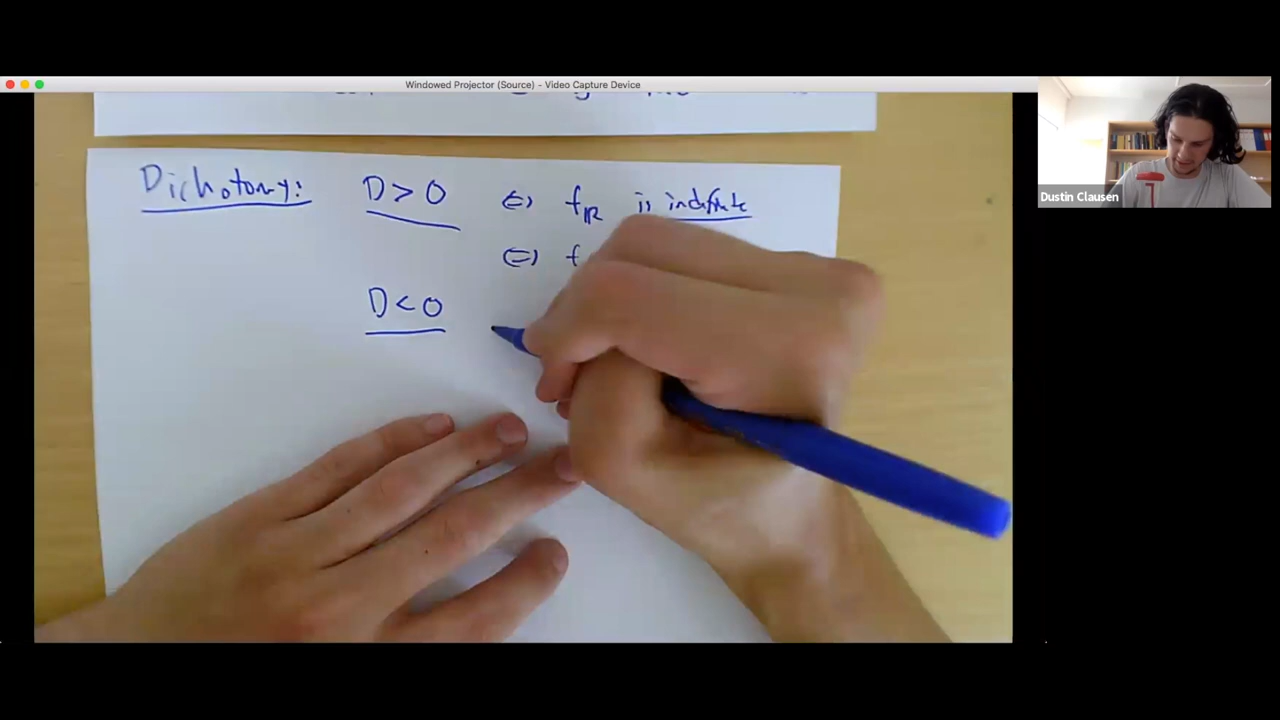 Windowed Projector (Source) - Video Capture Device
Dustin Clausen
Dichotomy: D > 0 ⇔ f_ℝ is indefinite
⇔ f
D < 0